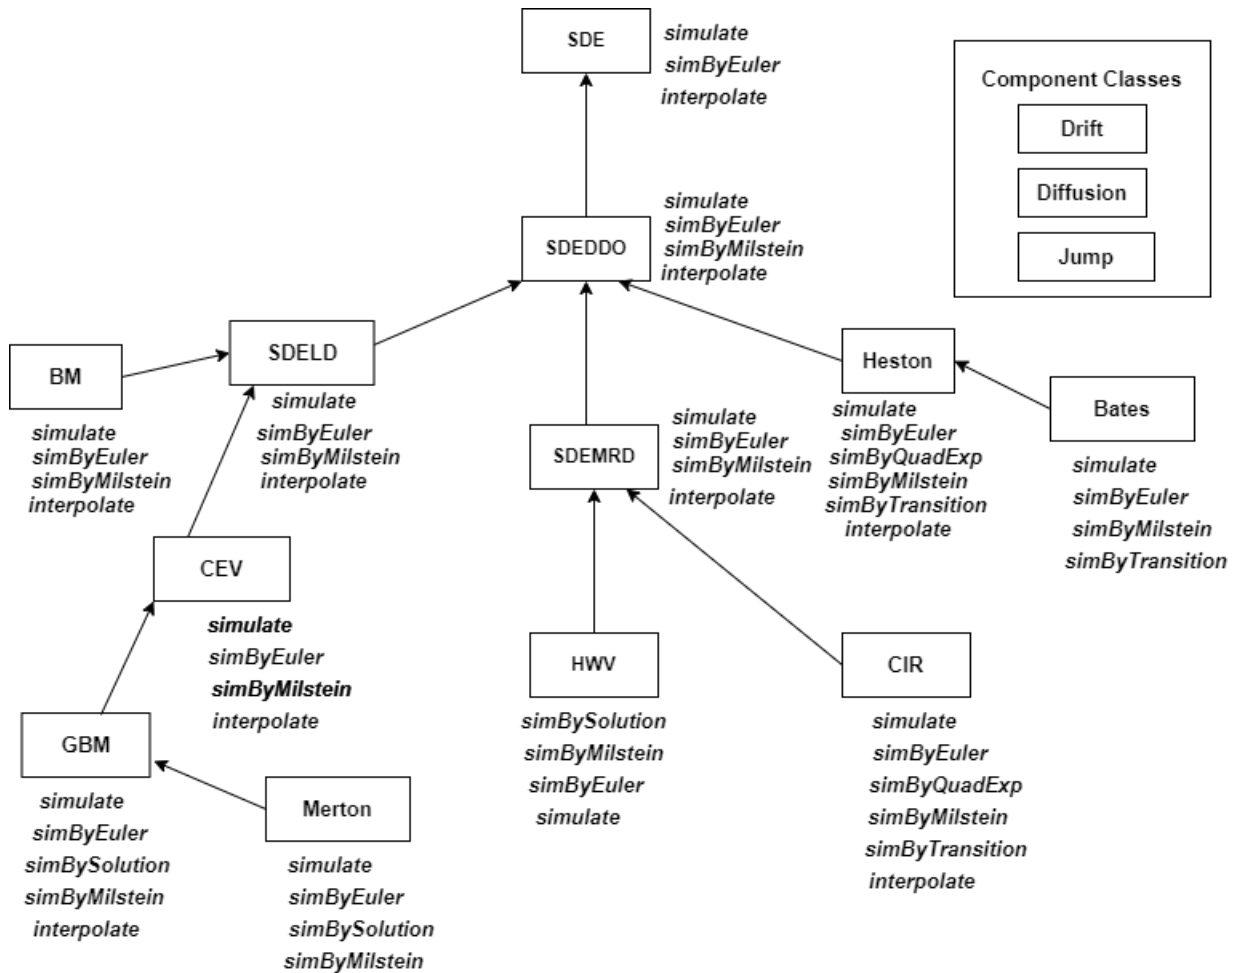 SDE
simulate
simByEuler
interpolate
Component Classes
Drift
Diffusion
Jump
SDEDDO
simulate
simByEuler
simByMilstein
interpolate
BM
simulate
simByEuler
simByMilstein
interpolate
SDELD
simulate
simByEuler
simByMilstein
interpolate
SDEMRD
simulate
simByEuler
simByMilstein
interpolate
Heston
simulate
simByEuler
simByQuadExp
simByMilstein
simByTransition
interpolate
Bates
simulate
simByEuler
simByMilstein
simByTransition
CEV
simulate
simByEuler
simByMilstein
interpolate
HWV
simBySolution
simByMilstein
simByEuler
simulate
CIR
simulate
simByEuler
simByQuadExp
simByMilstein
simByTransition
interpolate
GBM
simulate
simByEuler
simBySolution
simByMilstein
interpolate
Merton
simulate
simByEuler
simBySolution
simByMilstein